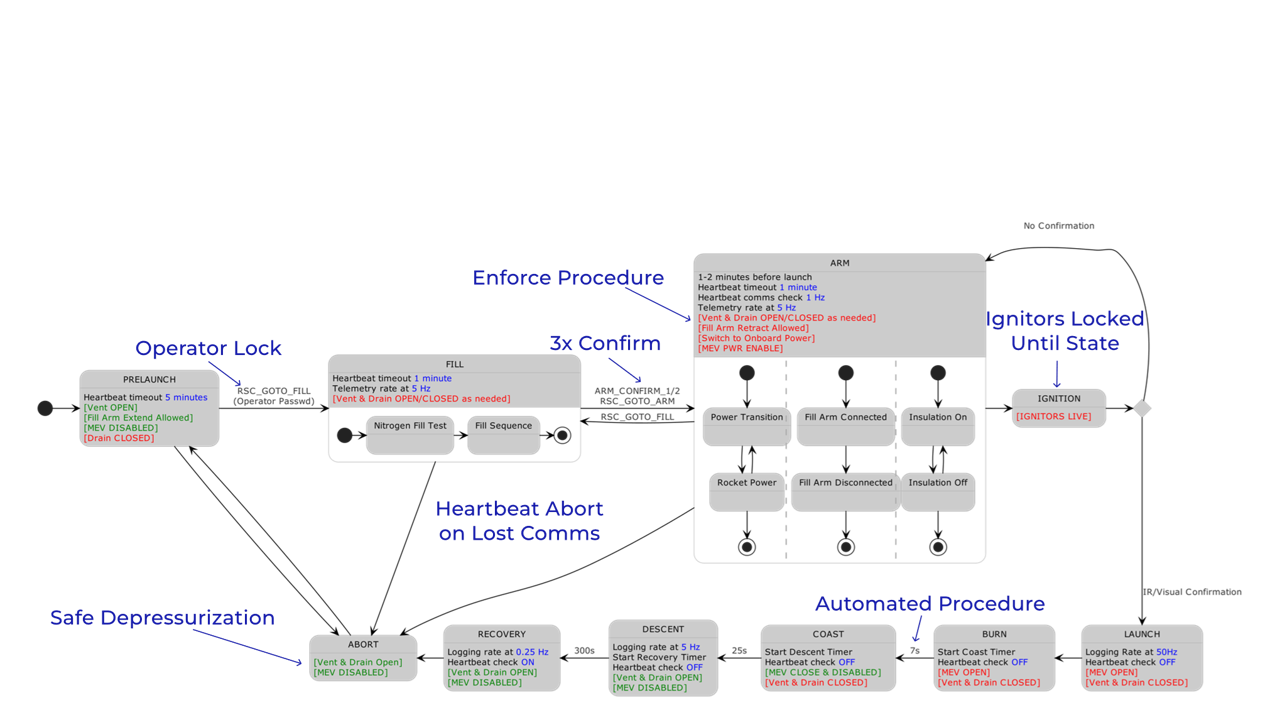 No Confirmation
Enforce Procedure
ARM
1-2 minutes before launch
Heartbeat timeout 1 minute
Heartbeat comms check 1 Hz
Telemetry rate at 5 Hz
[Vent & Drain OPEN/CLOSED as needed]
[Fill Arm Retract Allowed]
[Switch to Onboard Power]
[MEV PWR ENABLE]
Ignitors Locked
Until State
Operator Lock
3x Confirm
PRELAUNCH
Heartbeat timeout 5 minutes
[Vent OPEN]
[Fill Arm Extend Allowed]
[MEV DISABLED]
[Drain CLOSED]
RSC_GOTO_FILL
(Operator Passwd)
FILL
Heartbeat timeout 1 minute
Telemetry rate at 5 Hz
[Vent & Drain OPEN/CLOSED as needed]
Nitrogen Fill Test
Fill Sequence
ARM_CONFIRM_1/2
RSC_GOTO_ARM
RSC_GOTO_FILL
Power Transition
Fill Arm Connected
Insulation On
Rocket Power
Fill Arm Disconnected
Insulation Off
IGNITION
[IGNITORS LIVE]
Heartbeat Abort
on Lost Comms
IR/Visual Confirmation
Safe Depressurization
Automated Procedure
ABORT
[Vent & Drain Open]
[MEV DISABLED]
RECOVERY
Logging rate at 0.25 Hz
Heartbeat check ON
[Vent & Drain OPEN]
[MEV DISABLED]
300s
DESCENT
Logging rate at 5 Hz
Start Recovery Timer
Heartbeat check OFF
[Vent & Drain OPEN]
[MEV DISABLED]
25s
COAST
Start Descent Timer
Heartbeat check OFF
[MEV CLOSE & DISABLED]
[Vent & Drain CLOSED]
7s
BURN
Start Coast Timer
Heartbeat check OFF
[MEV OPEN]
[Vent & Drain CLOSED]
LAUNCH
Logging Rate at 50Hz
Heartbeat check OFF
[MEV OPEN]
[Vent & Drain CLOSED]